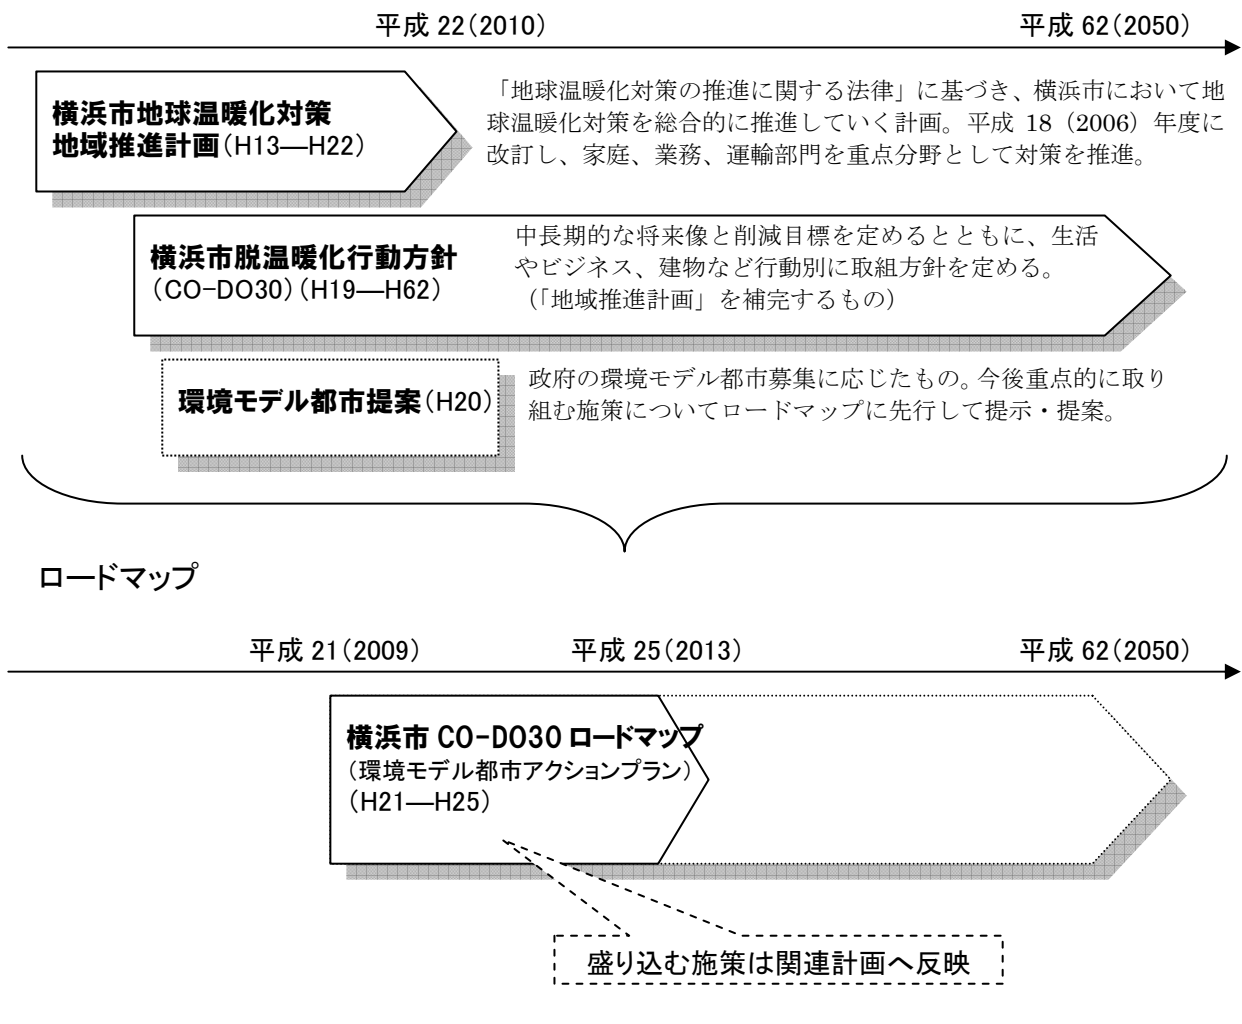 平成 22(2010)
平成 62(2050)
横浜市地球温暖化対策
地域推進計画(H13―H22)
「地球温暖化対策の推進に関する法律」に基づき、横浜市において地
球温暖化対策を総合的に推進していく計画。平成 18（2006）年度に
改訂し、家庭、業務、運輸部門を重点分野として対策を推進。
横浜市脱温暖化行動方針
(CO-DO30)(H19―H62)
中長期的な将来像と削減目標を定めるとともに、生活
やビジネス、建物など行動別に取組方針を定める。
（「地域推進計画」を補完するもの）
環境モデル都市提案(H20)
政府の環境モデル都市募集に応じたもの。今後重点的に取り
組む施策についてロードマップに先行して提示・提案。
ロードマップ
平成 21(2009)
平成 25(2013)
平成 62(2050)
横浜市 CO-DO30 ロードマップ
(環境モデル都市アクションプラン)
(H21―H25)
盛り込む施策は関連計画へ反映